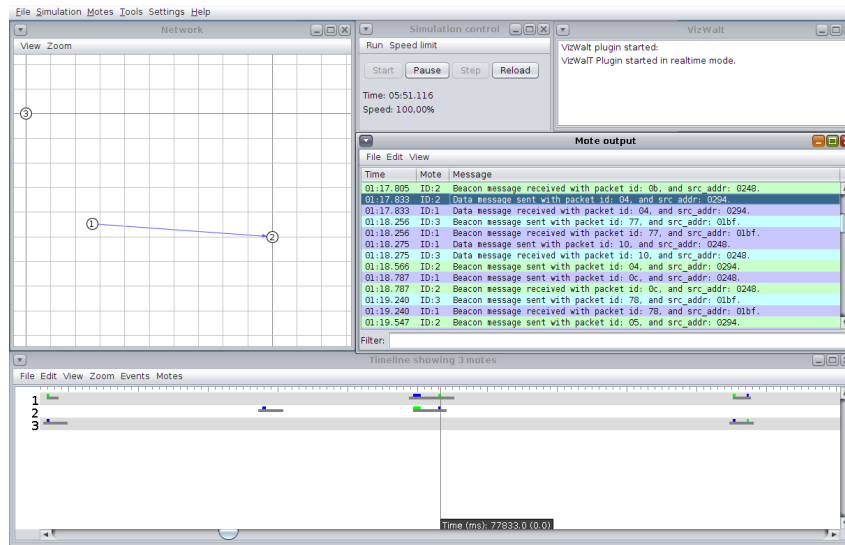 File Simulation Motes Tools Settings Help
Network
View Zoom
3
1
2
Simulation control
Run Speed limit
Start Pause Step Reload
Time: 05:51.116
Speed: 100.00%
VizWalt
VizWalt plugin started:
VizWalT Plugin started in realtime mode.
Mote output
File Edit View
Time Mote Message
01:17.805 ID:2 Beacon message received with packet id: 0b, and src_addr: 0248.
01:17.833 ID:2 Data message sent with packet id: 04, and src_addr: 0294.
01:17.833 ID:1 Data message received with packet id: 04, and src_addr: 0294.
01:18.256 ID:3 Beacon message sent with packet id: 77, and src_addr: 01bf.
01:18.256 ID:1 Beacon message received with packet id: 77, and src_addr: 01bf.
01:18.275 ID:1 Data message sent with packet id: 10, and src_addr: 0248.
01:18.275 ID:3 Data message received with packet id: 10, and src_addr: 0248.
01:18.566 ID:2 Beacon message sent with packet id: 04, and src_addr: 0294.
01:18.787 ID:1 Beacon message sent with packet id: 0c, and src_addr: 0248.
01:18.787 ID:2 Beacon message received with packet id: 0c, and src_addr: 0248.
01:19.240 ID:3 Beacon message sent with packet id: 78, and src_addr: 01bf.
01:19.240 ID:1 Beacon message received with packet id: 78, and src_addr: 01bf.
01:19.547 ID:2 Beacon message sent with packet id: 05, and src_addr: 0294.
Filter:
Timeline showing 3 motes
File Edit View Zoom Events Motes
1
2
3
Time (ms): 77833.0 (0.0)